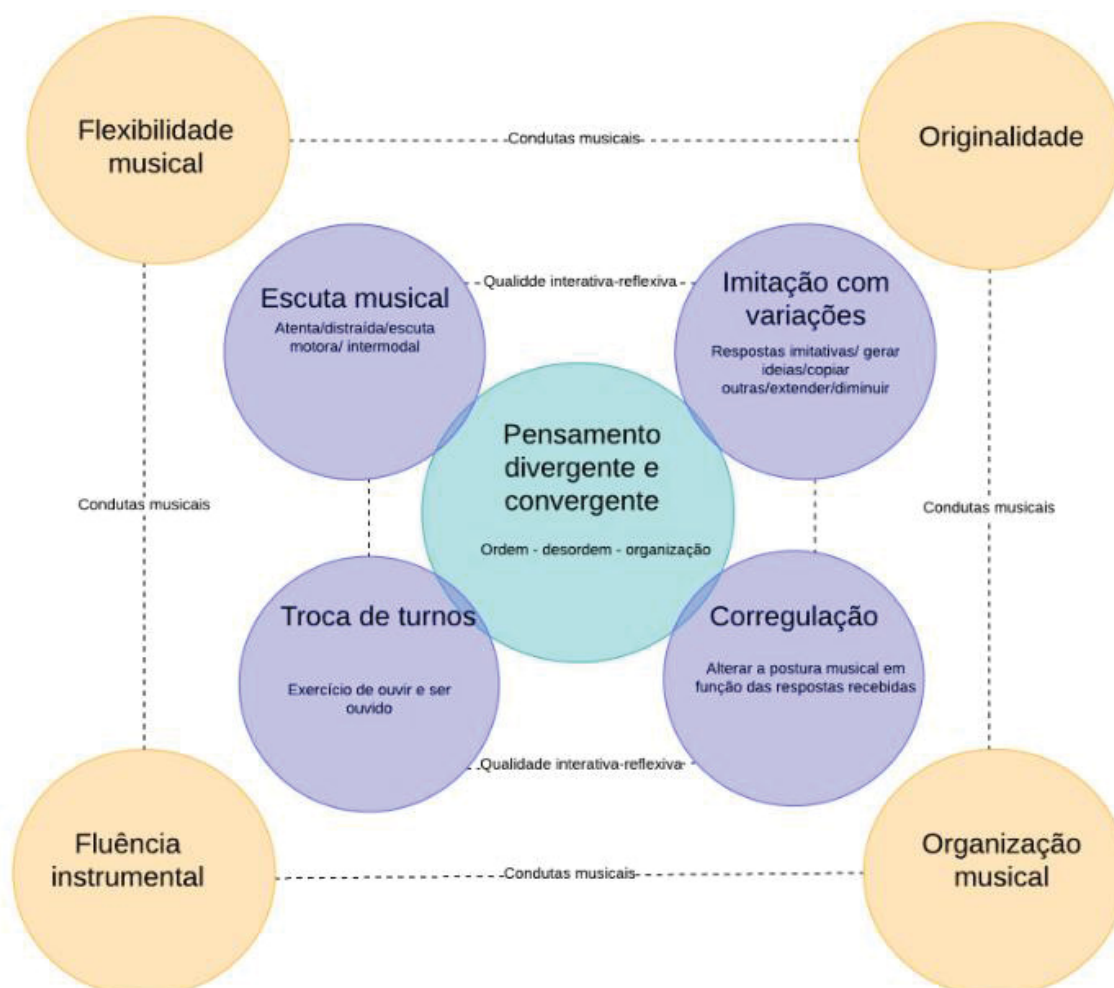 Flexibilidade
musical
Condutas musicais
Originalidade
Qualidde interativa-reflexiva
Escuta musical
Atenta/distraída/escuta
motora/ intermodal
Imitação com
variações
Respostas imitativas/ gerar
ideias/copiar
outras/extender/diminuir
Pensamento
divergente e
convergente
Ordem - desordem - organização
Condutas musicais
Condutas musicais
Troca de turnos
Exercício de ouvir e ser
ouvido
Corregulação
Alterar a postura musical em
função das respostas recebidas
Qualidade interativa-reflexiva
Fluência
instrumental
Condutas musicais
Organização
musical